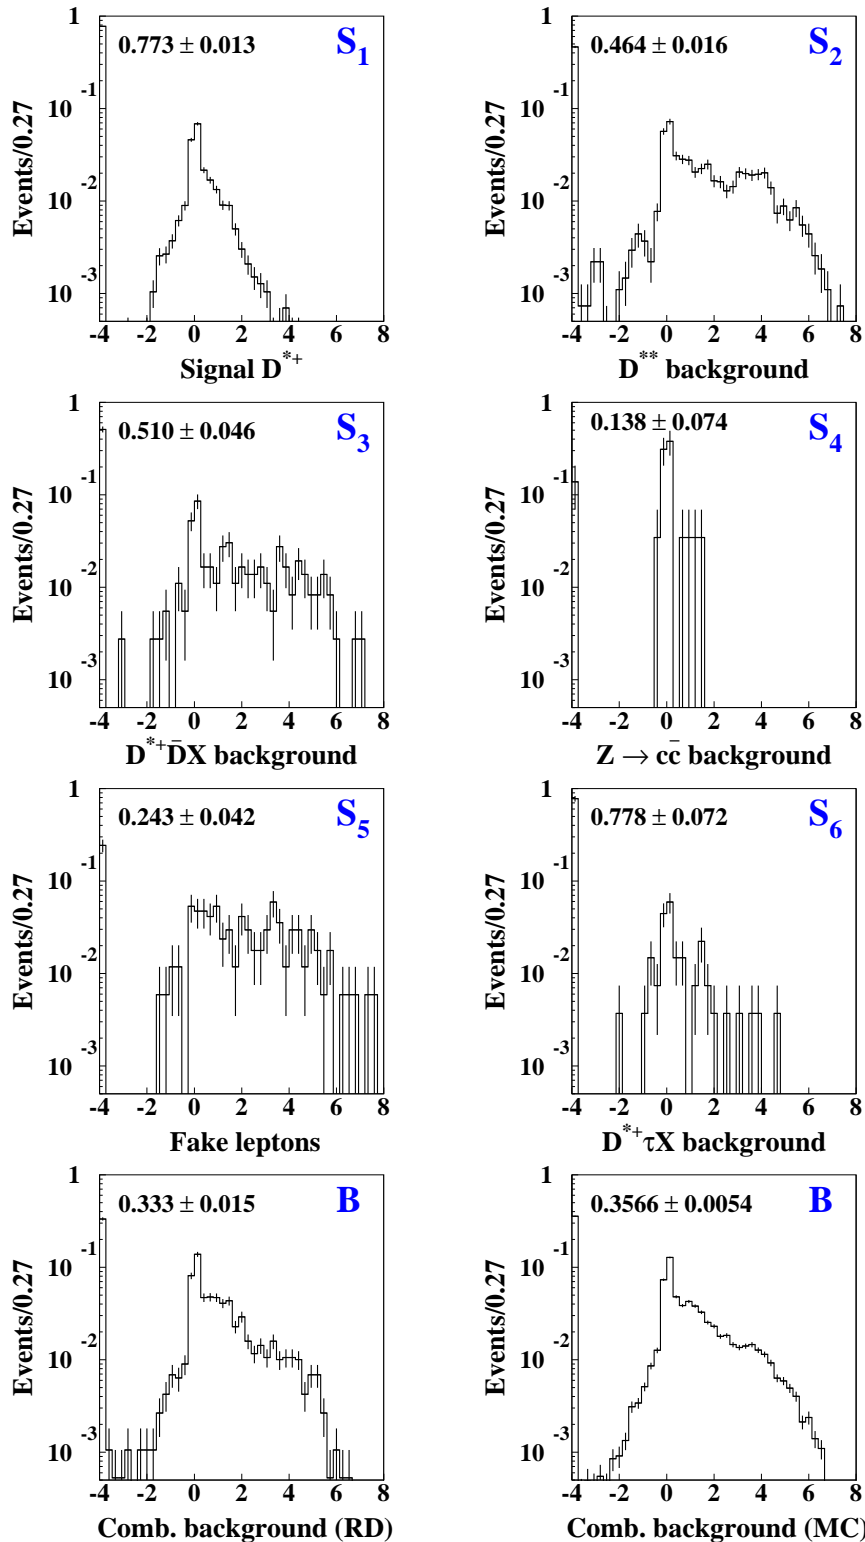 1
0.773 ± 0.013
S1
10-1
10-2
10-3
Events/0.27
-4 -2 0 2 4 6 8
Signal D*+
1
0.464 ± 0.016
S2
10-1
10-2
10-3
Events/0.27
-4 -2 0 2 4 6 8
D** background
1
0.510 ± 0.046
S3
10-1
10-2
10-3
Events/0.27
-4 -2 0 2 4 6 8
D*+D̄X background
1
0.138 ± 0.074
S4
10-1
10-2
10-3
Events/0.27
-4 -2 0 2 4 6 8
Z → cc̄ background
1
0.243 ± 0.042
S5
10-1
10-2
10-3
Events/0.27
-4 -2 0 2 4 6 8
Fake leptons
1
0.778 ± 0.072
S6
10-1
10-2
10-3
Events/0.27
-4 -2 0 2 4 6 8
D*+τX background
1
0.333 ± 0.015
B
10-1
10-2
10-3
Events/0.27
-4 -2 0 2 4 6 8
Comb. background (RD)
1
0.3566 ± 0.0054
B
10-1
10-2
10-3
Events/0.27
-4 -2 0 2 4 6 8
Comb. background (MC)